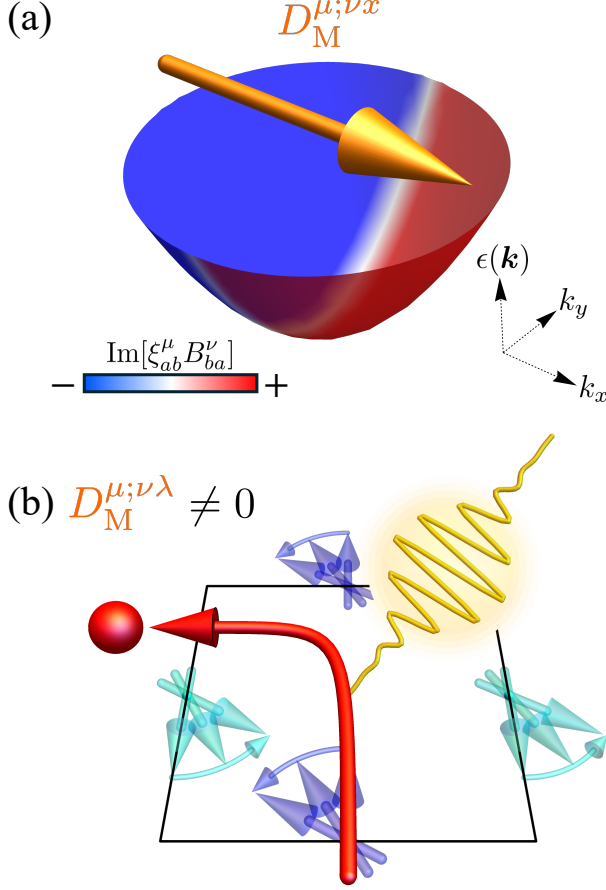 (a)
D_M^{μ;νx}
ϵ(k)
k_y
k_x
Im[ξ^μ_{ab} B^ν_{ba}]
− +
(b) D_M^{μ;νλ} ≠ 0